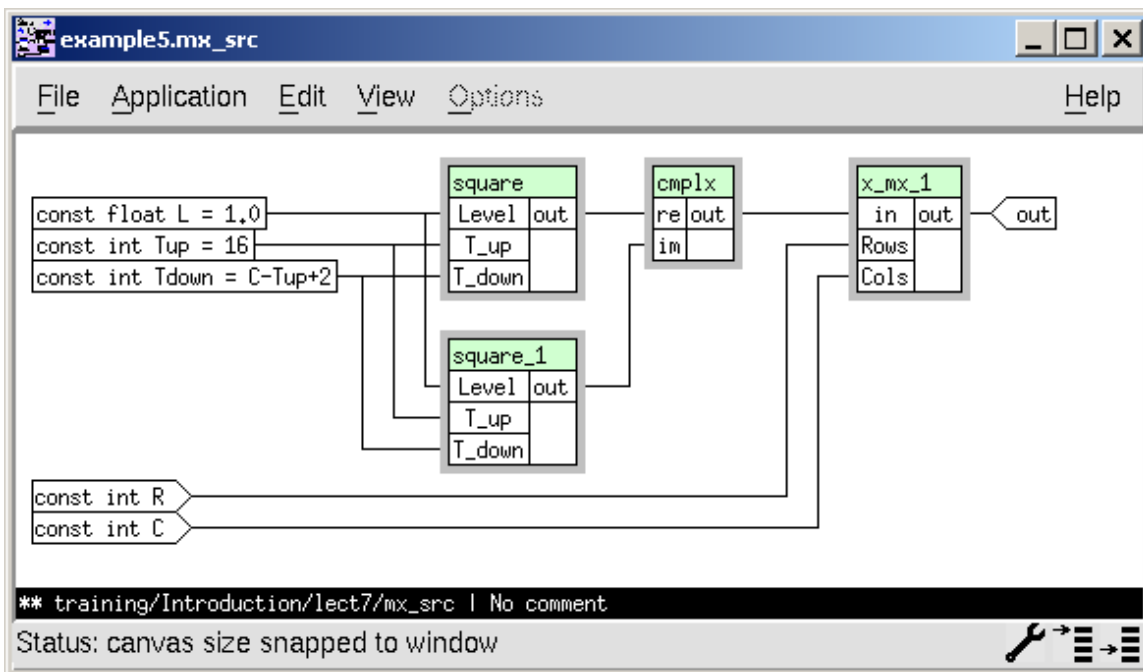 example5.mx_src
File Application Edit View Options Help
const float L = 1.0
const int Tup = 16
const int Tdown = C-Tup+2
square
Level out
T_up
T_down
cmplx
re out
im
x_mx_1
in out
Rows
Cols
out
square_1
Level out
T_up
T_down
const int R
const int C
** training/Introduction/lect7/mx_src | No comment
Status: canvas size snapped to window